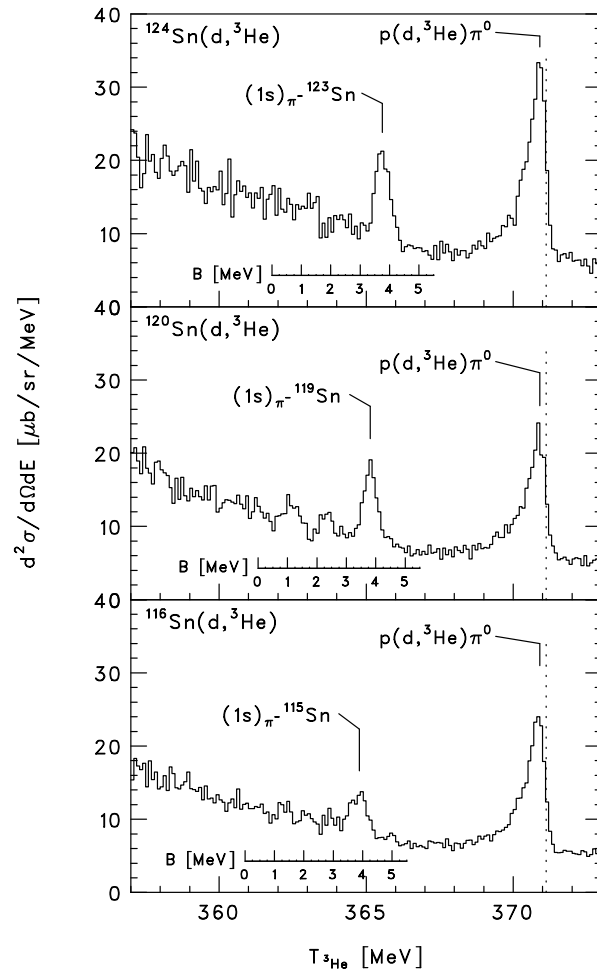 40
¹²⁴Sn(d,³He)
p(d,³He)π⁰
30
(1s)π- ¹²³Sn
20
10
B [MeV]
0 1 2 3 4 5
40
¹²⁰Sn(d,³He)
p(d,³He)π⁰
30
(1s)π- ¹¹⁹Sn
20
10
B [MeV]
0 1 2 3 4 5
40
¹¹⁶Sn(d,³He)
p(d,³He)π⁰
30
(1s)π- ¹¹⁵Sn
20
10
B [MeV]
0 1 2 3 4 5
0
360 365 370
T³He [MeV]
d²σ/dΩdE [μb/sr/MeV]